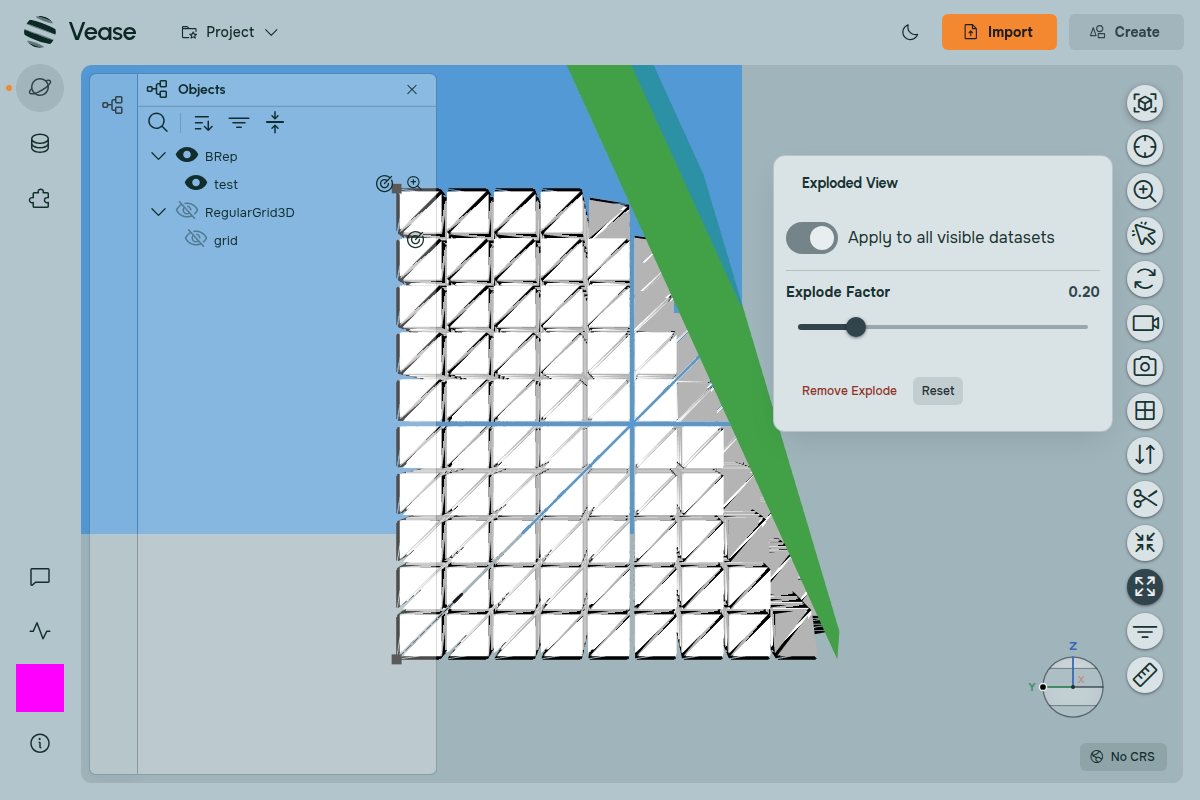 Vease
Project
Import
Create
Objects
BRep
test
RegularGrid3D
grid
Exploded View
Apply to all visible datasets
Explode Factor
0.20
Remove Explode
Reset
Z
Y
X
No CRS